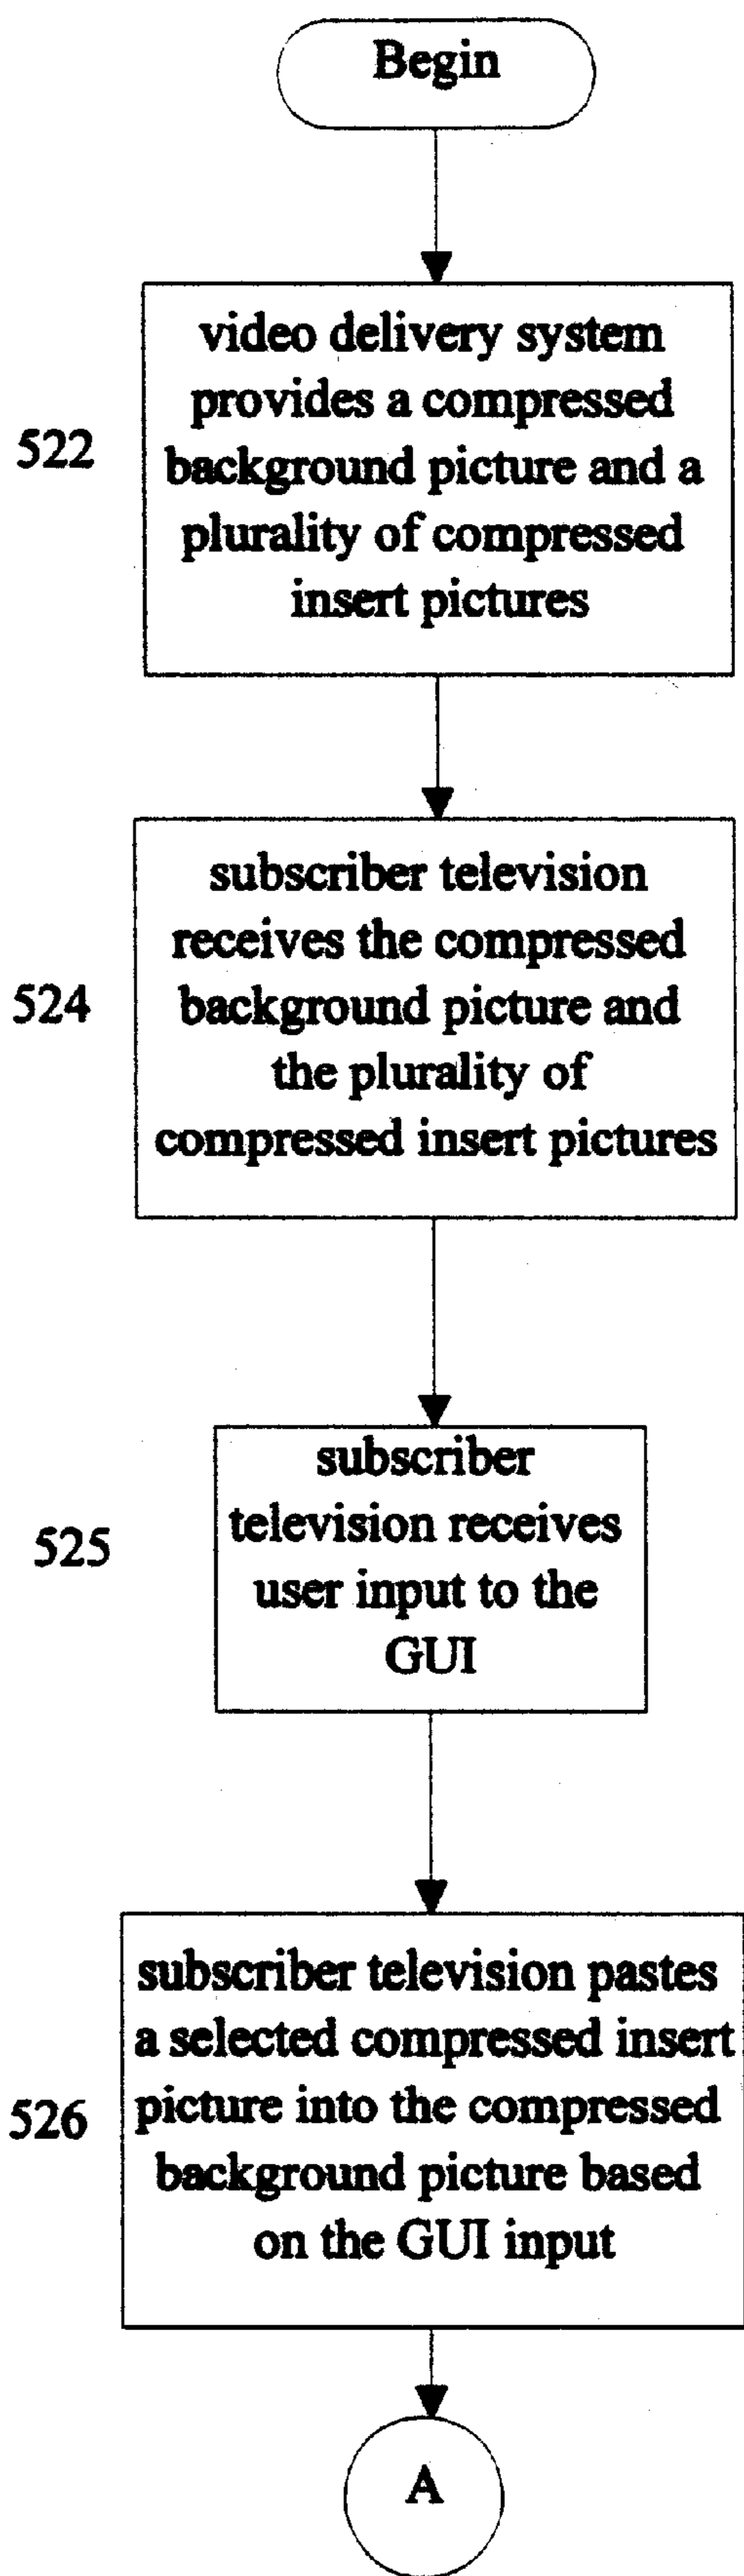 Begin
522
video delivery system
provides a compressed
background picture and a
plurality of compressed
insert pictures
524
subscriber television
receives the compressed
background picture and
the plurality of
compressed insert pictures
525
subscriber
television receives
user input to the
GUI
526
subscriber television pastes
a selected compressed insert
picture into the compressed
background picture based
on the GUI input
A